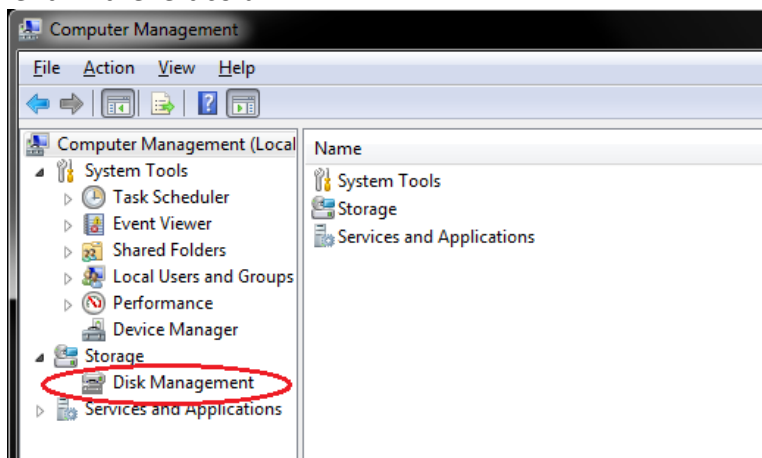 Computer Management
File Action View Help
Computer Management (Local
System Tools
Task Scheduler
Event Viewer
Shared Folders
Local Users and Groups
Performance
Device Manager
Storage
Disk Management
Services and Applications
Name
System Tools
Storage
Services and Applications